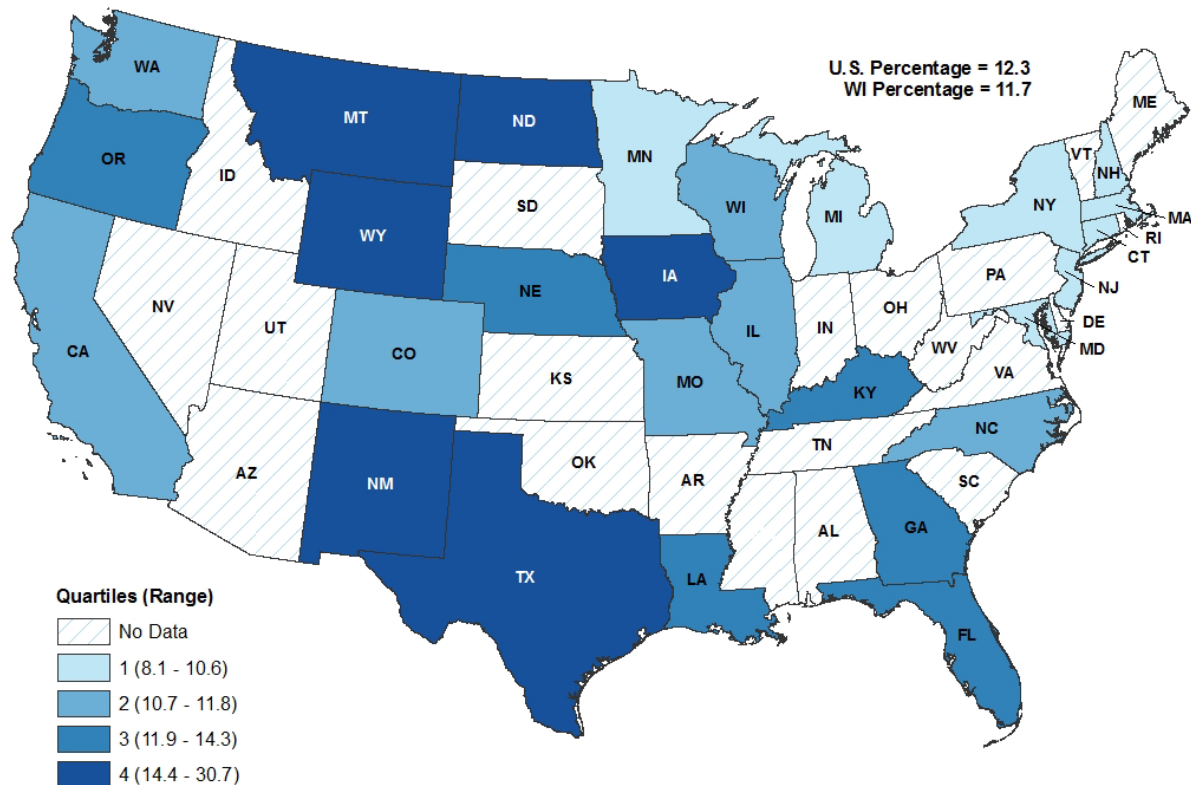 U.S. Percentage = 12.3
WI Percentage = 11.7
WA
MT
ND
MN
ME
VT
NH
OR
ID
SD
WI
MI
NY
MA
RI
CT
WY
IA
NE
PA
NJ
NV
UT
CO
IL
IN
OH
DE
MD
WV
VA
CA
KS
MO
KY
NC
TN
AZ
NM
OK
AR
SC
AL
GA
TX
LA
FL
Quartiles (Range)
No Data
1 (8.1 - 10.6)
2 (10.7 - 11.8)
3 (11.9 - 14.3)
4 (14.4 - 30.7)